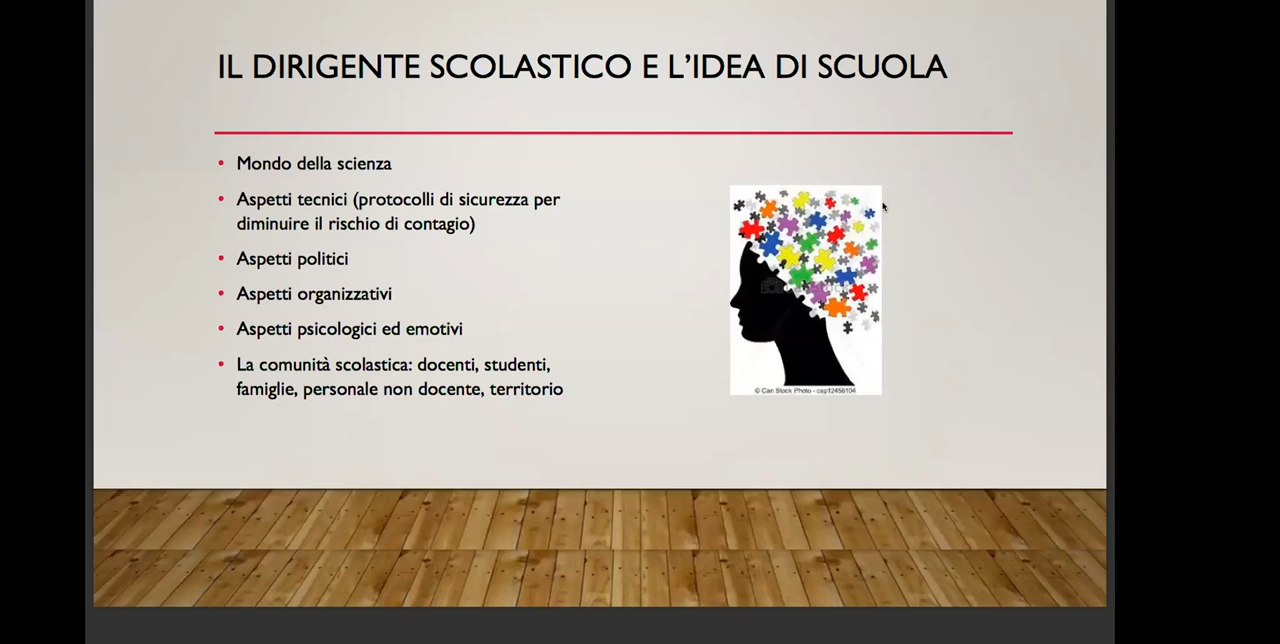 IL DIRIGENTE SCOLASTICO E L'IDEA DI SCUOLA
• Mondo della scienza
• Aspetti tecnici (protocolli di sicurezza per
diminuire il rischio di contagio)
• Aspetti politici
• Aspetti organizzativi
• Aspetti psicologici ed emotivi
• La comunità scolastica: docenti, studenti,
famiglie, personale non docente, territorio
© Can Stock Photo - csp12456104